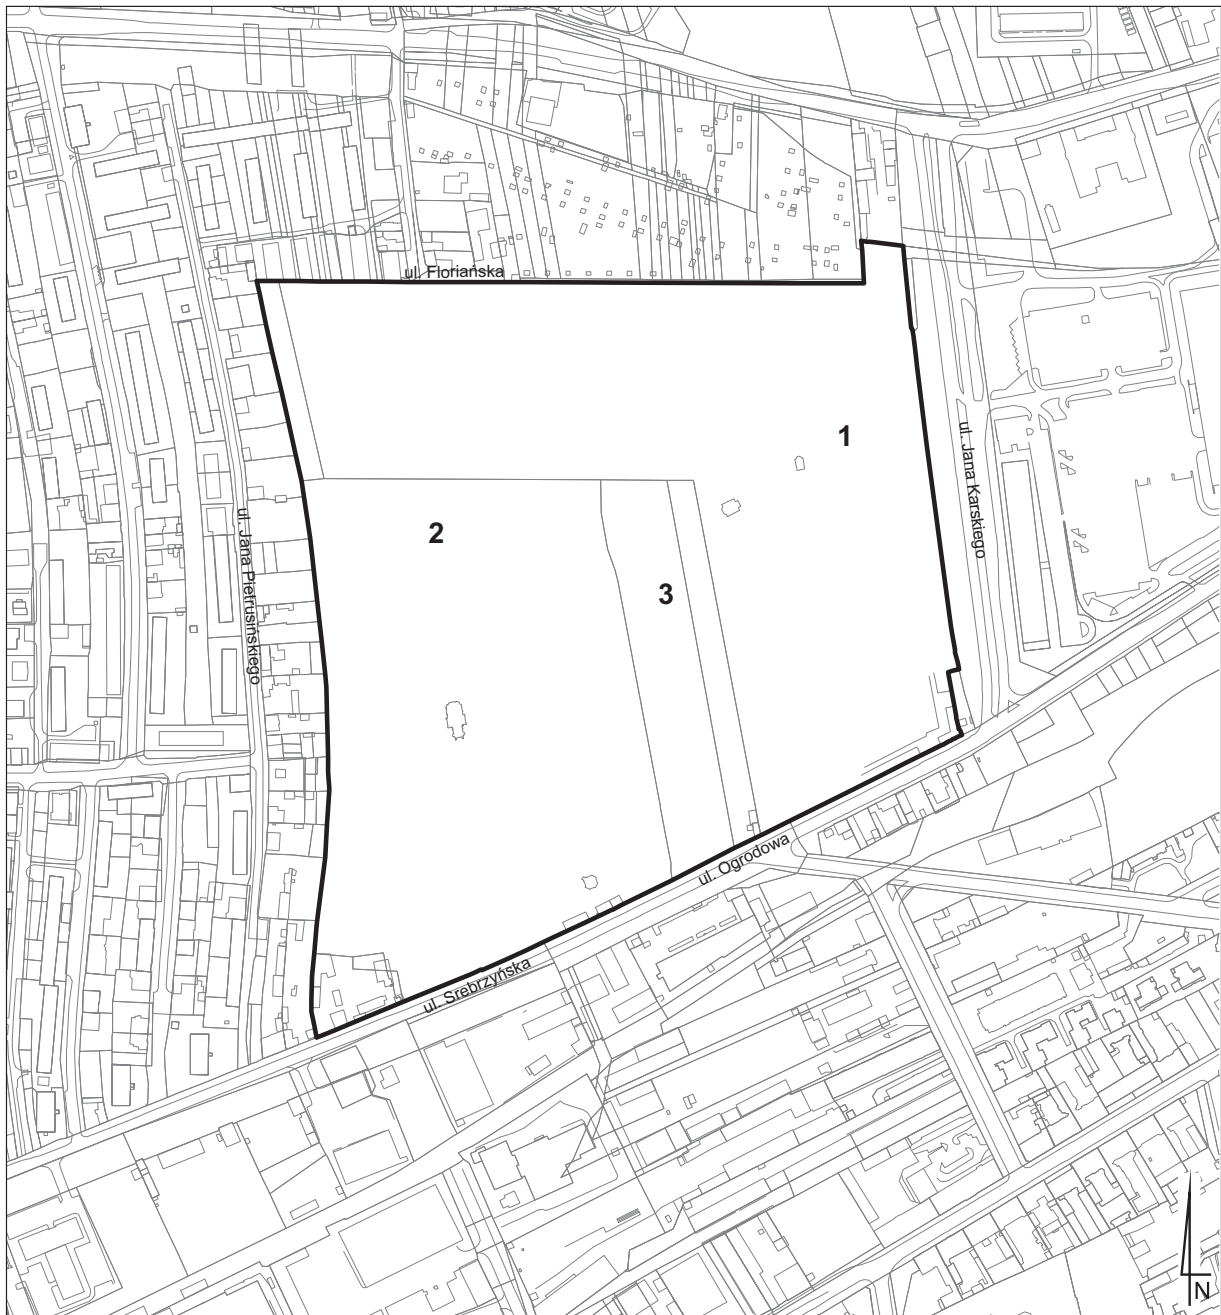 ul. Floriańska
1
ul. Jana Karskiego
2
ul. Jana Pietrusińskiego
3
ul. Ogrodowa
ul. Srebrzyńska
N